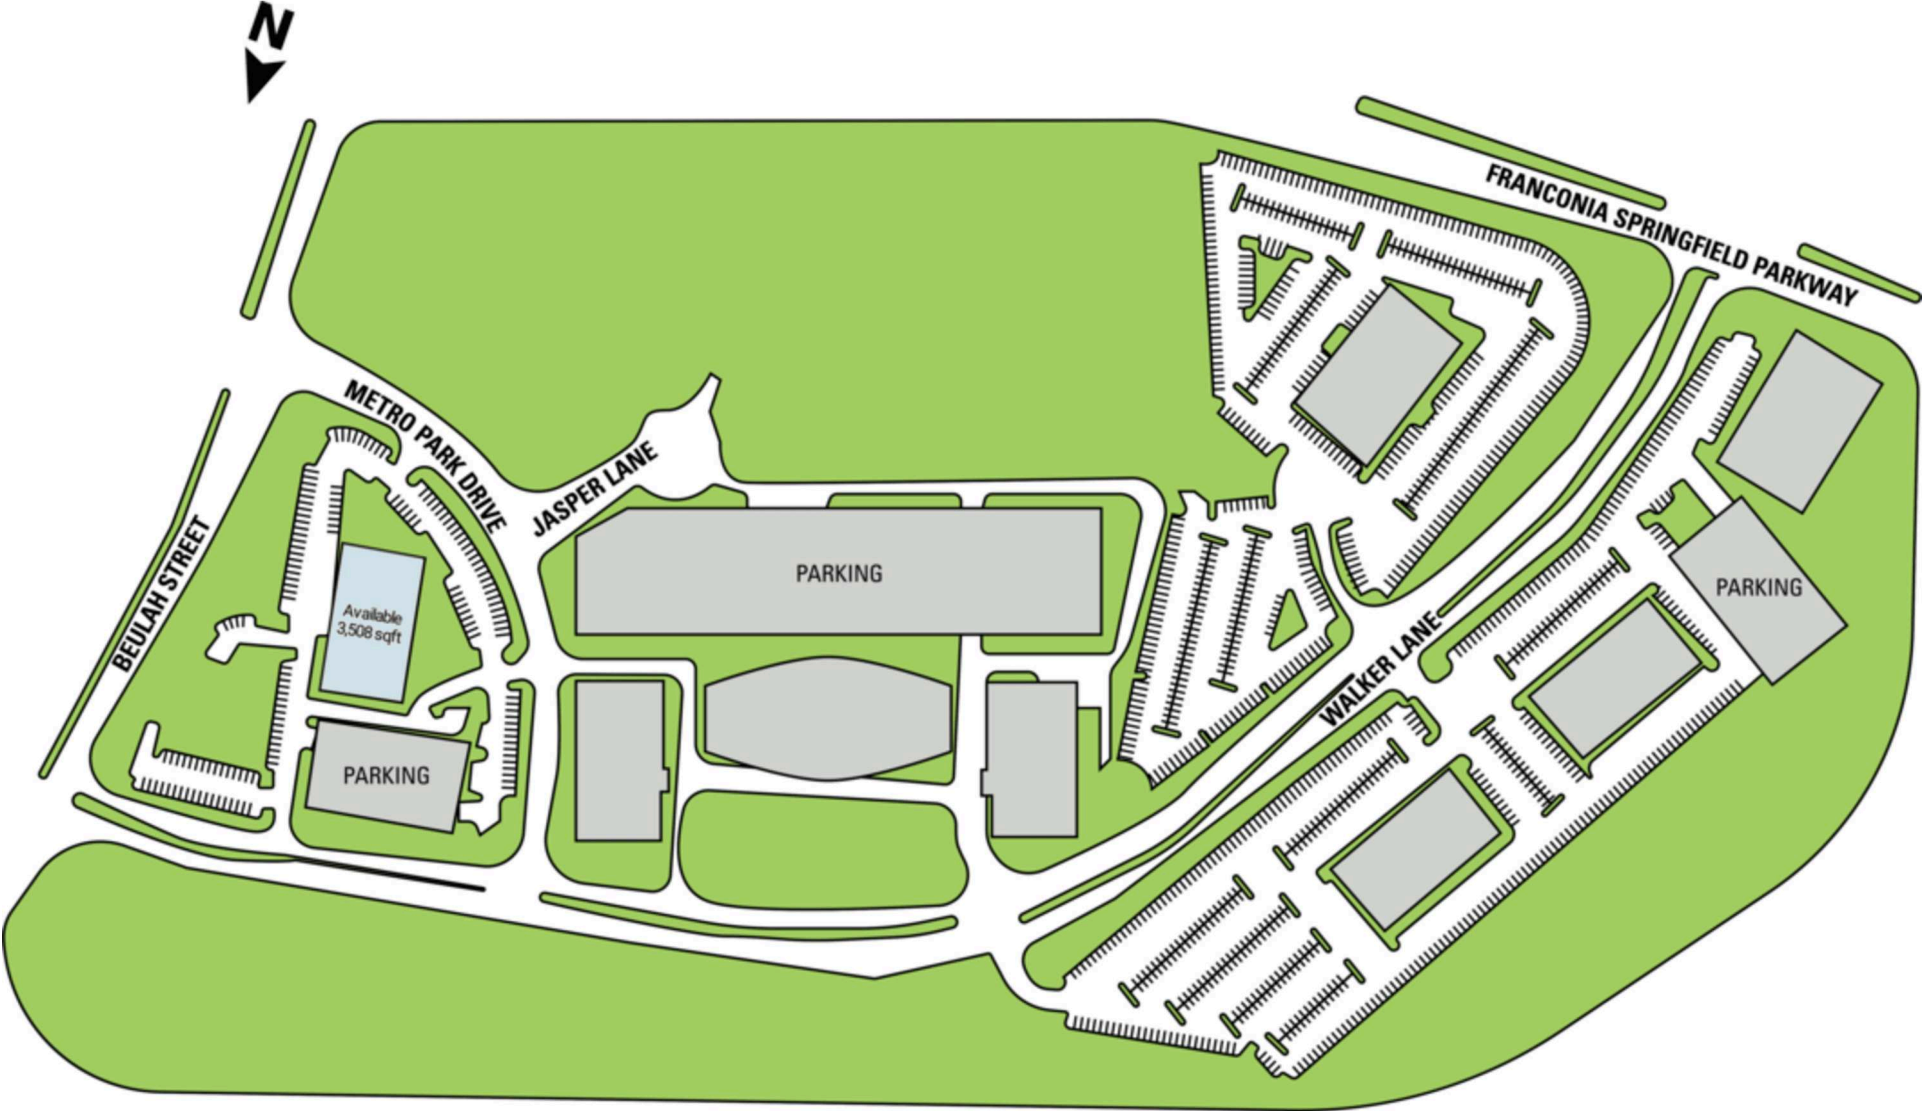 N
FRANCONIA SPRINGFIELD PARKWAY
METRO PARK DRIVE
JASPER LANE
BEULAH STREET
PARKING
PARKING
Available
3,508 sqft
WALKER LANE
PARKING